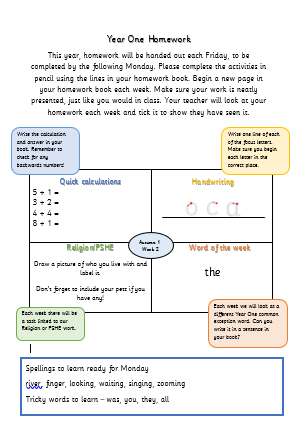 Year One Homework
This year, homework will be handed out each Friday, to be
completed by the following Monday. Please complete the activities in
pencil using the lines in your homework book. Begin a new page in
your homework book each week. Make sure your work is neatly
presented, just like you would in class. Your teacher will look at your
homework each week and tick it to show they have seen it.
Write the calculation
and answer in your
book. Remember to
check for any
backwards numbers!
Write one line of each
of the focus letters.
Make sure you begin
each letter in the
correct place.
Quick calculations
5 + 1 =
3 + 2 =
4 + 4 =
8 + 1 =
Handwriting
o c a
Autumn 1
Week 2
Religion/PSHE
Draw a picture of who you live with and
label it.
Don't forget to include your pets if you
have any!
Word of the week
the
Each week there will be
a task linked to our
Religion or PSHE work.
Each week we will look at a
different Year One common
exception word. Can you
write it in a sentence in
your book?
Spellings to learn ready for Monday
river, finger, looking, waiting, singing, zooming
Tricky words to learn – was, you, they, all